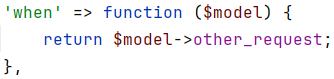 'when' => function ($model) {
    return $model->other_request;
},